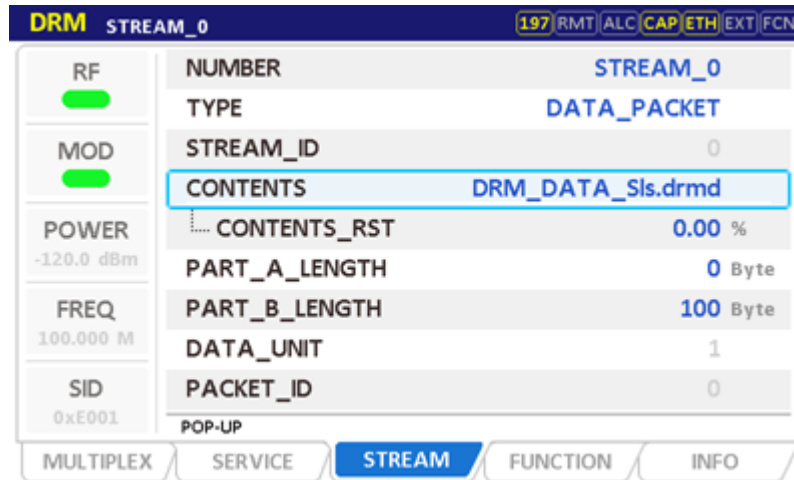 DRM STREAM_0 197 RMT ALC CAP ETH EXT FCN
RF
MOD
POWER
-120.0 dBm
FREQ
100.000 M
SID
0xE001
NUMBER STREAM_0
TYPE DATA_PACKET
STREAM_ID 0
CONTENTS DRM_DATA_Sls.drmd
CONTENTS_RST 0.00 %
PART_A_LENGTH 0 Byte
PART_B_LENGTH 100 Byte
DATA_UNIT 1
PACKET_ID 0
POP-UP
MULTIPLEX SERVICE STREAM FUNCTION INFO